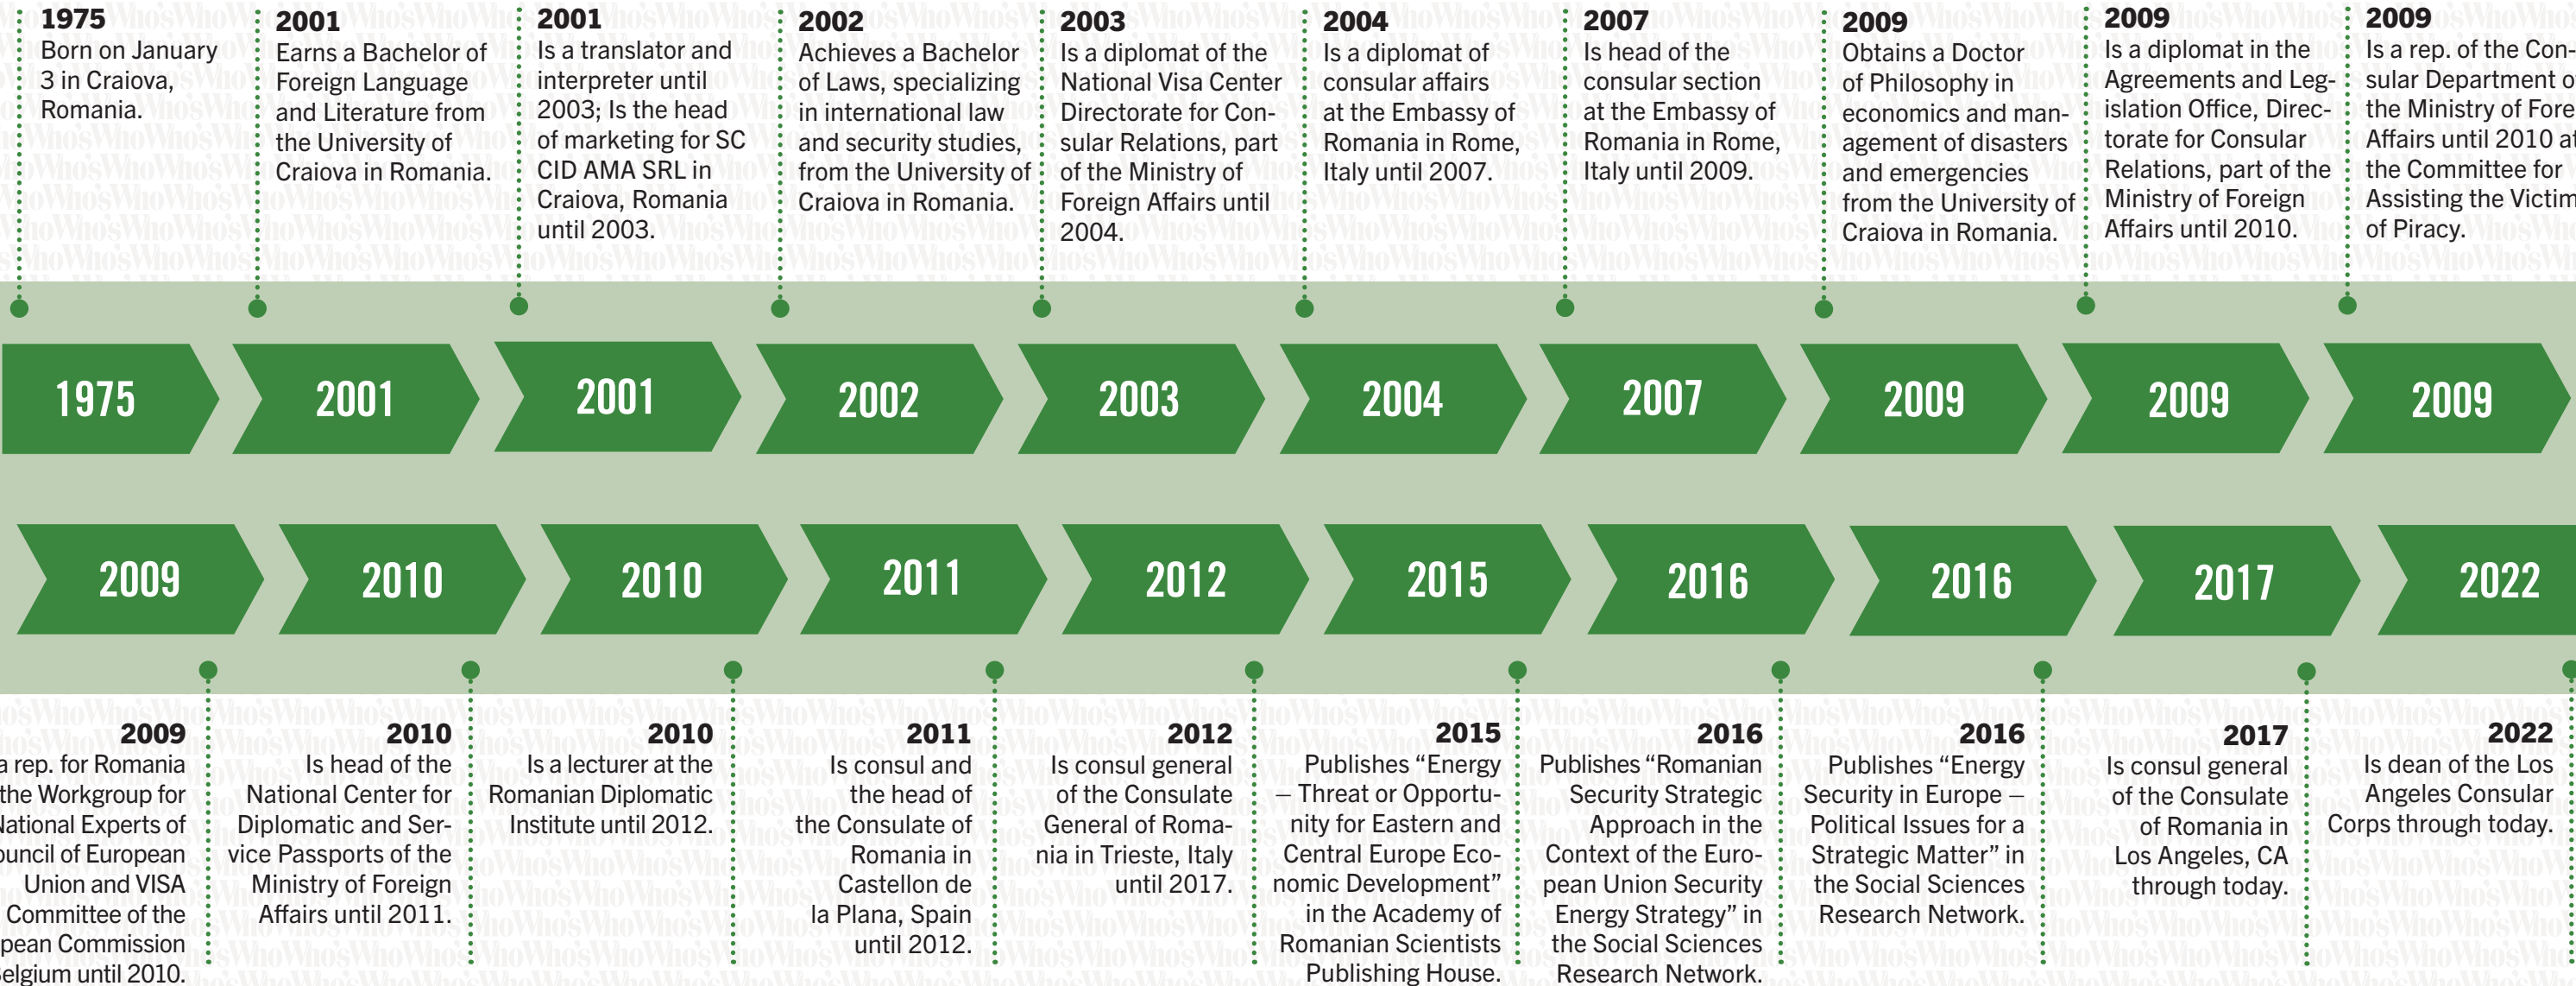 1975
Born on January
3 in Craiova,
Romania.
2001
Earns a Bachelor of
Foreign Language
and Literature from
the University of
Craiova in Romania.
2001
Is a translator and
interpreter until
2003; Is the head
of marketing for SC
CID AMA SRL in
Craiova, Romania
until 2003.
2002
Achieves a Bachelor
of Laws, specializing
in international law
and security studies,
from the University of
Craiova in Romania.
2003
Is a diplomat of the
National Visa Center
Directorate for Con-
sular Relations, part
of the Ministry of
Foreign Affairs until
2004.
2004
Is a diplomat of
consular affairs
at the Embassy of
Romania in Rome,
Italy until 2007.
2007
Is head of the
consular section
at the Embassy of
Romania in Rome,
Italy until 2009.
2009
Obtains a Doctor
of Philosophy in
economics and man-
agement of disasters
and emergencies
from the University of
Craiova in Romania.
2009
Is a diplomat in the
Agreements and Leg-
islation Office, Direc-
torate for Consular
Relations, part of the
Ministry of Foreign
Affairs until 2010.
2009
Is a rep. of the Con-
sular Department
the Ministry of
Affairs until 2010
the Committee for
Assisting the
of Piracy.
1975
2001
2001
2002
2003
2004
2007
2009
2009
2009
2009
2010
2010
2011
2012
2015
2016
2016
2017
2022
2009
a rep. for Romania
the Workgroup for
National Experts of
of European
Union and VISA
Committee of the
Commission
until 2010.
2010
Is head of the
National Center for
Diplomatic and Ser-
vice Passports of the
Ministry of Foreign
Affairs until 2011.
2010
Is a lecturer at the
Romanian Diplomatic
Institute until 2012.
2011
Is consul and
the head of
the Consulate of
Romania in
Castellon de
la Plana, Spain
until 2012.
2012
Is consul general
of the Consulate
General of Roma-
nia in Trieste, Italy
until 2017.
2015
Publishes “Energy
– Threat or Opportu-
nity for Eastern and
Central Europe Eco-
nomic Development”
in the Academy of
Romanian Scientists
Publishing House.
2016
Publishes “Romanian
Security Strategic
Approach in the
Context of the Euro-
pean Union Security
Energy Strategy” in
the Social Sciences
Research Network.
2016
Publishes “Energy
Security in Europe –
Political Issues for a
Strategic Matter” in
the Social Sciences
Research Network.
2017
Is consul general
of the Consulate
of Romania in
Los Angeles, CA
through today.
2022
Is dean of the Los
Angeles Consular
Corps through today.